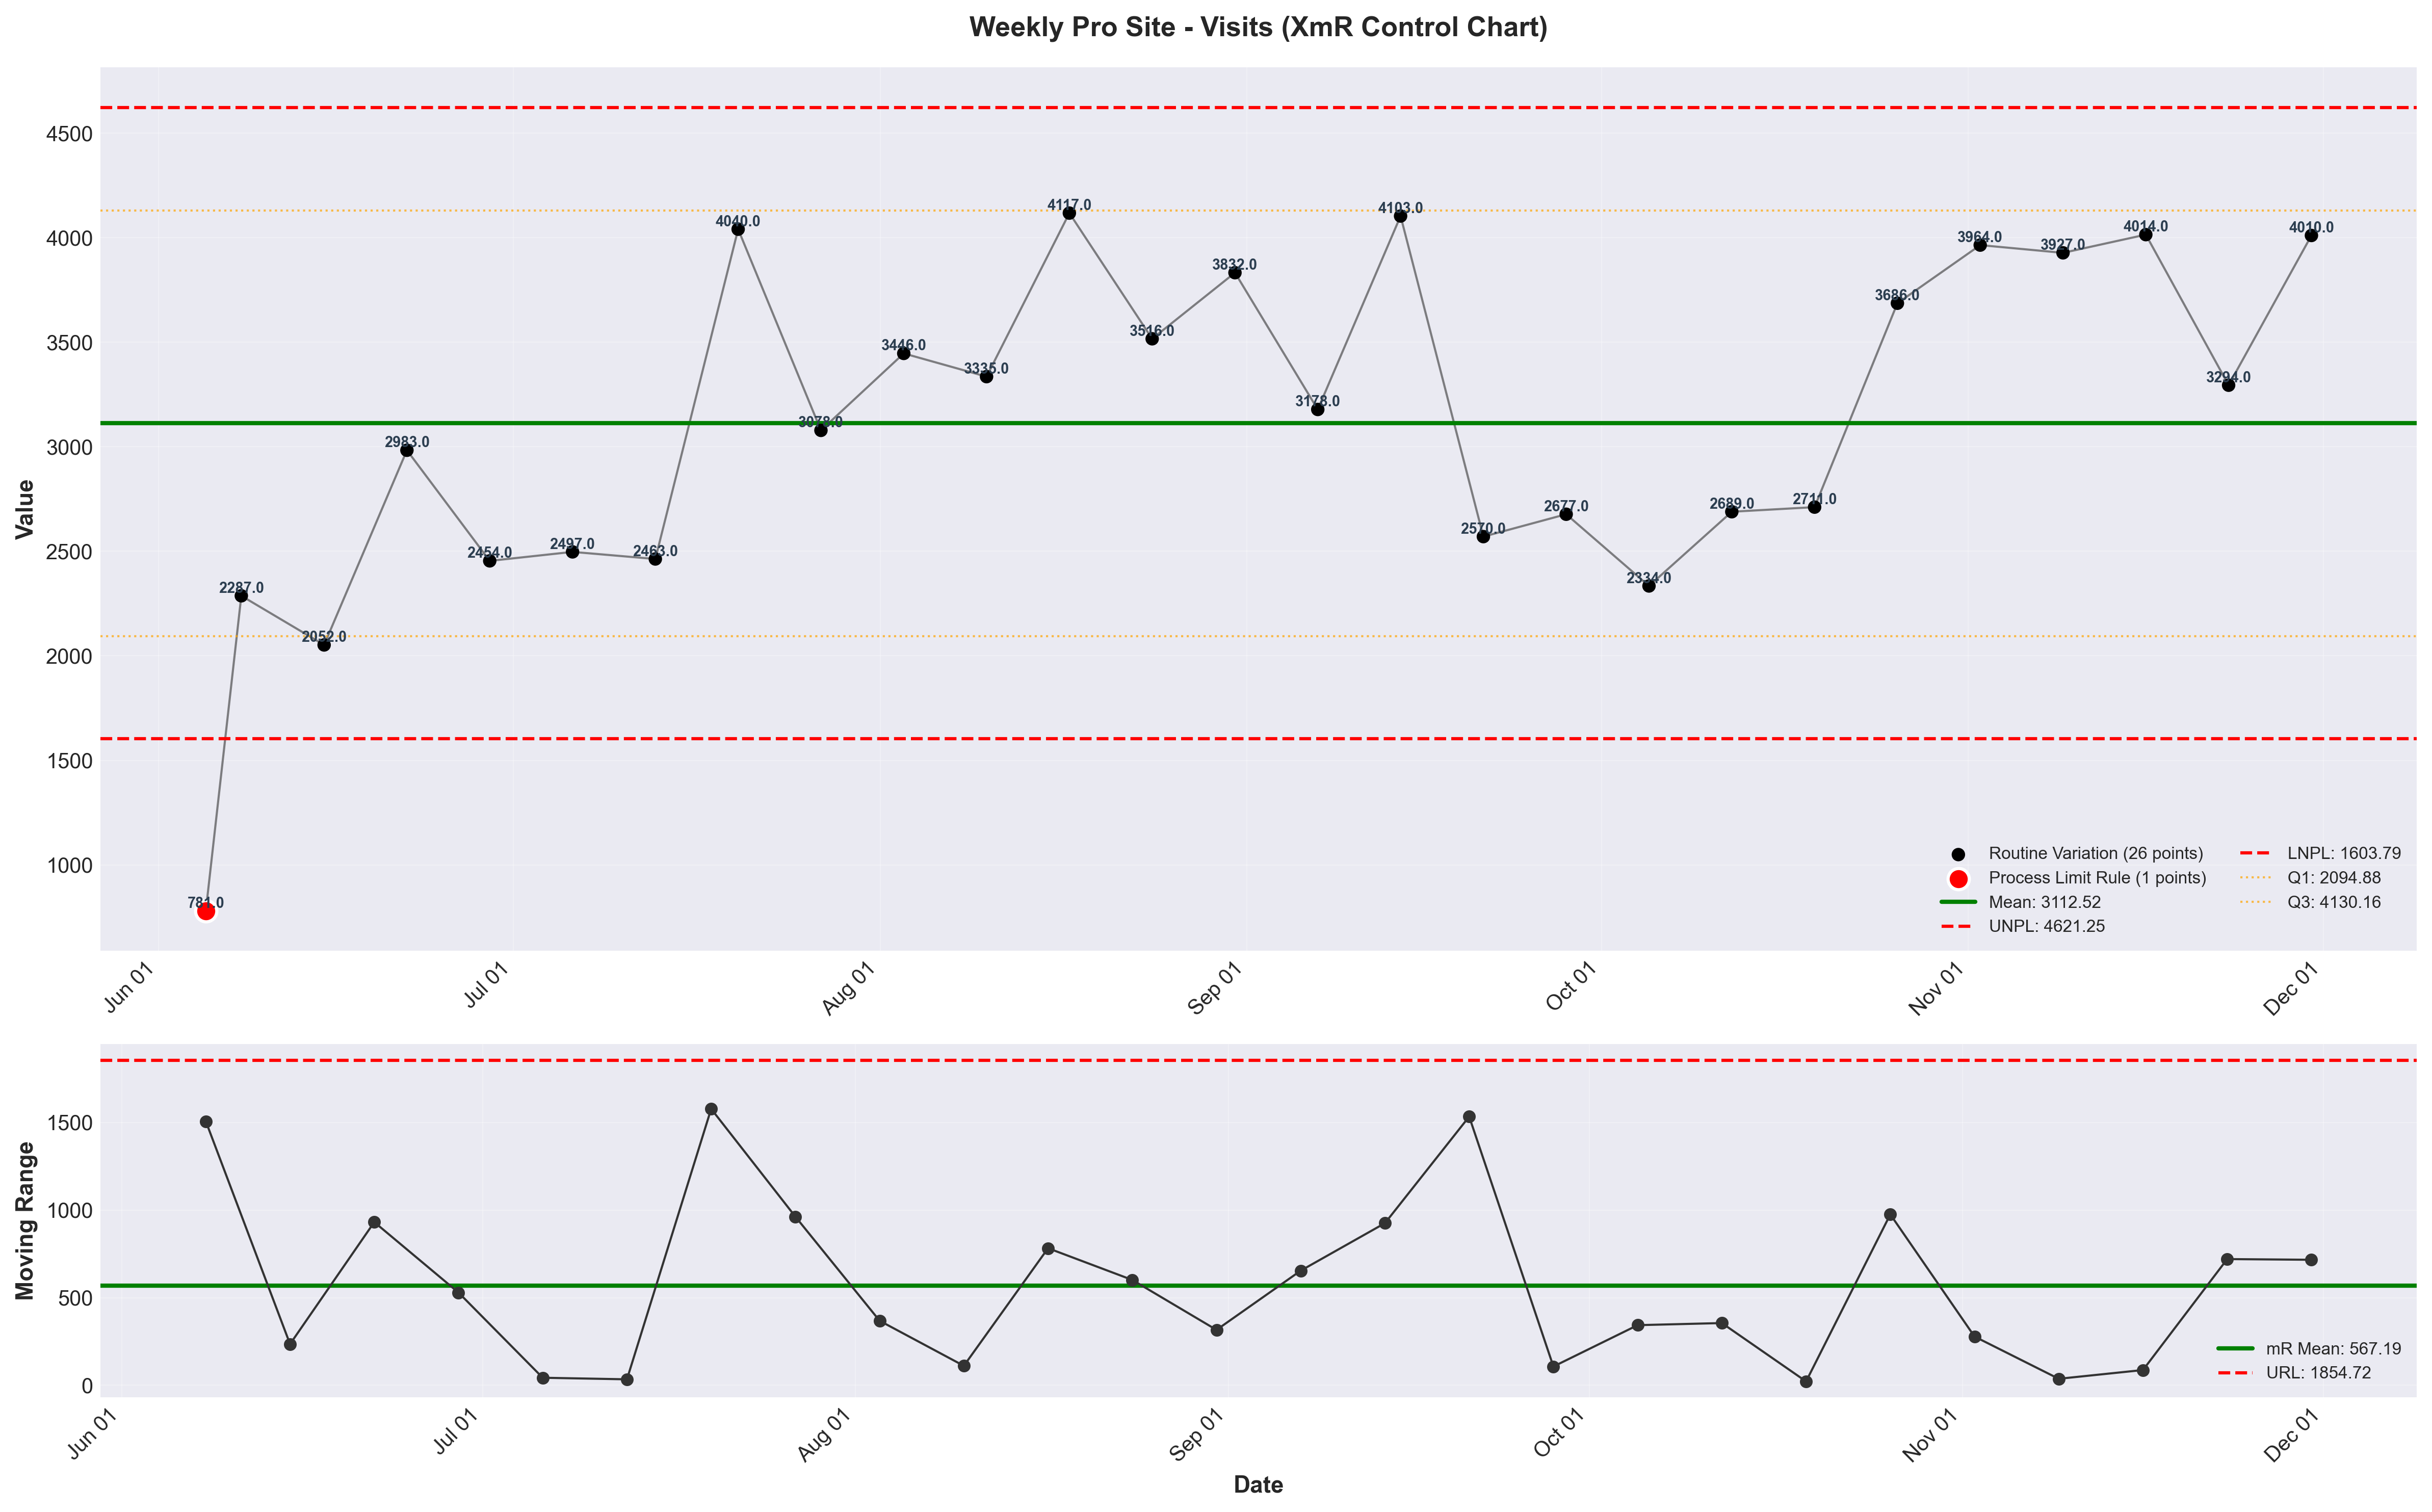 Weekly Pro Site - Visits (XmR Control Chart)
Value
4500
4000
3500
3000
2500
2000
1500
1000
781.0
2287.0
2052.0
2983.0
2454.0
2497.0
2463.0
4040.0
3078.0
3446.0
3335.0
4117.0
3516.0
3832.0
3178.0
4103.0
2570.0
2677.0
2334.0
2689.0
2711.0
3686.0
3964.0
3927.0
4014.0
3294.0
4010.0
Routine Variation (26 points)
Process Limit Rule (1 points)
Mean: 3112.52
UNPL: 4621.25
LNPL: 1603.79
Q1: 2094.88
Q3: 4130.16
Jun 01
Jul 01
Aug 01
Sep 01
Oct 01
Nov 01
Dec 01
Moving Range
1500
1000
500
0
mR Mean: 567.19
URL: 1854.72
Jun 01
Jul 01
Aug 01
Sep 01
Oct 01
Nov 01
Dec 01
Date